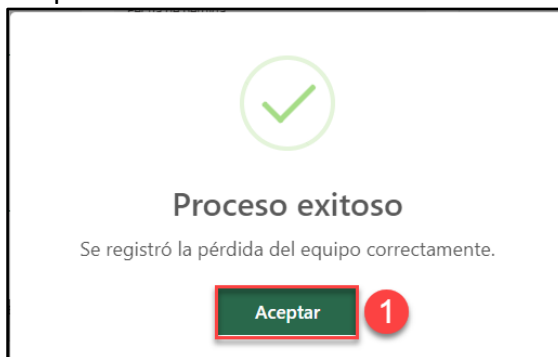 Proceso exitoso
Se registró la pérdida del equipo correctamente.
Aceptar 1